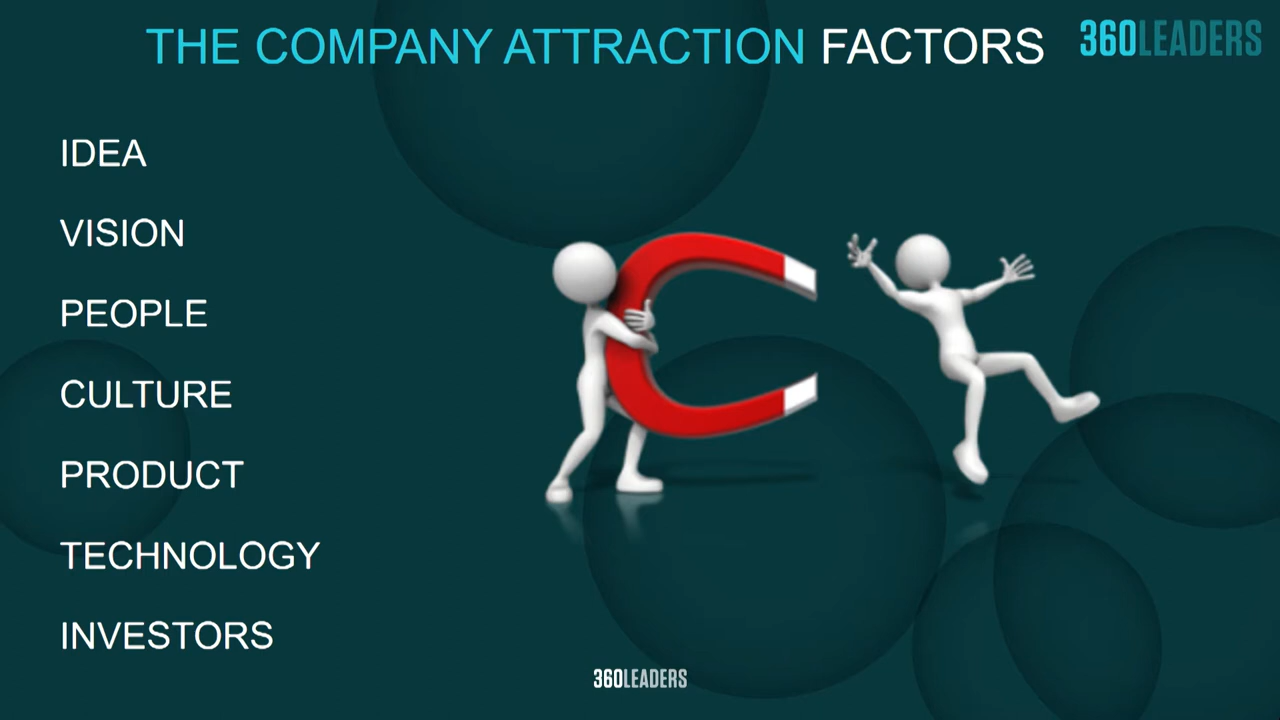 THE COMPANY ATTRACTION FACTORS
360LEADERS
IDEA
VISION
PEOPLE
CULTURE
PRODUCT
TECHNOLOGY
INVESTORS
360LEADERS